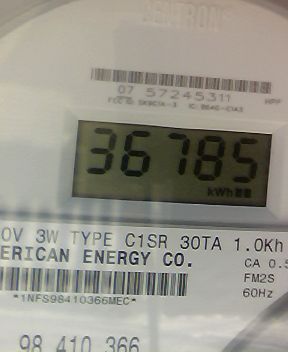 CENTRON
07 57245311
36785
kWh
0V 3W TYPE C1SR 30TA 1.0Kh
ERICAN ENERGY CO.
CA 0.5
FM2S
*1NFS98410366MEC*
60Hz
98 410 366